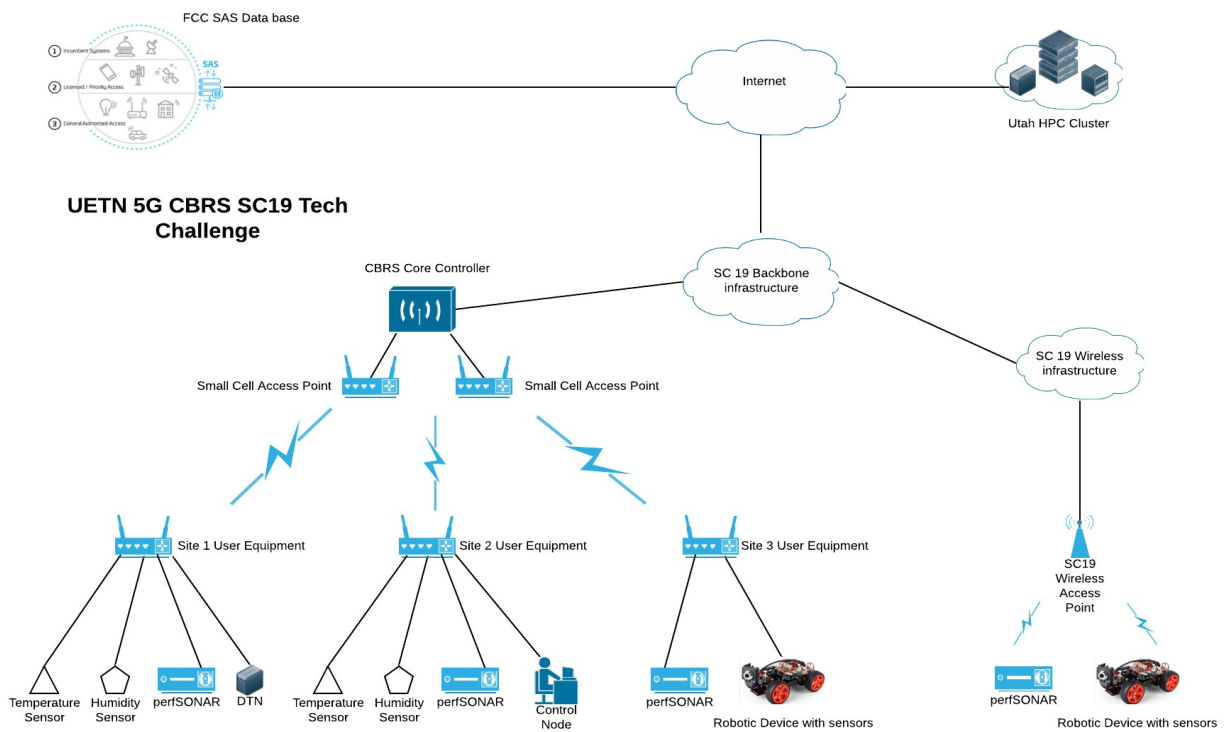 FCC SAS Data base
1 Incumbent Systems
SAS
2 Licensed / Priority Access
3 General Authorized Access
Internet
Utah HPC Cluster
UETN 5G CBRS SC19 Tech
Challenge
CBRS Core Controller
SC 19 Backbone
infrastructure
SC 19 Wireless
infrastructure
Small Cell Access Point
Small Cell Access Point
Site 1 User Equipment
Site 2 User Equipment
Site 3 User Equipment
SC19
Wireless
Access
Point
Temperature
Sensor
Humidity
Sensor
perfSONAR
DTN
Temperature
Sensor
Humidity
Sensor
perfSONAR
Control
Node
perfSONAR
Robotic Device with sensors
perfSONAR
Robotic Device with sensors